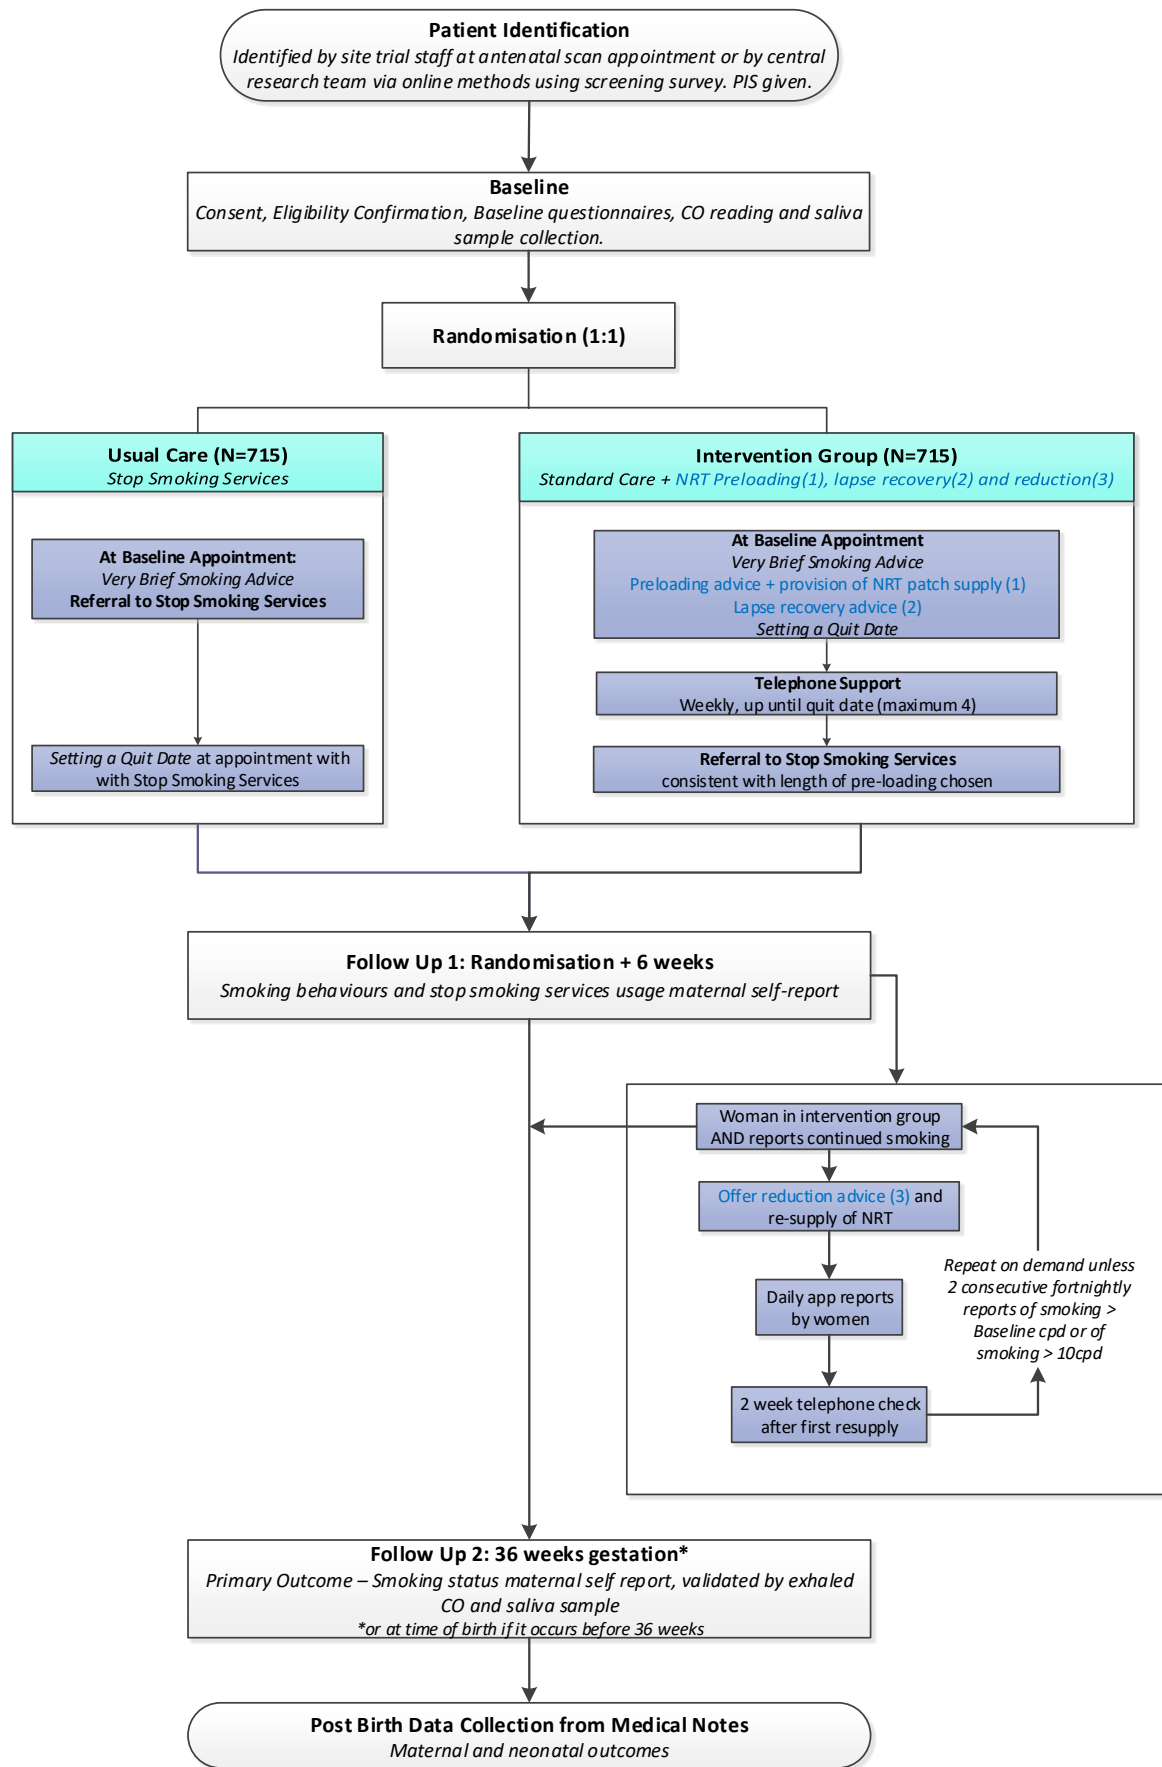 Patient Identification
Identified by site trial staff at antenatal scan appointment or by central
research team via online methods using screening survey. PIS given.
Baseline
Consent, Eligibility Confirmation, Baseline questionnaires, CO reading and saliva
sample collection.
Randomisation (1:1)
Usual Care (N=715)
Stop Smoking Services
At Baseline Appointment:
Very Brief Smoking Advice
Referral to Stop Smoking Services
Setting a Quit Date at appointment with
with Stop Smoking Services
Intervention Group (N=715)
Standard Care + NRT Preloading(1), lapse recovery(2) and reduction(3)
At Baseline Appointment
Very Brief Smoking Advice
Preloading advice + provision of NRT patch supply (1)
Lapse recovery advice (2)
Setting a Quit Date
Telephone Support
Weekly, up until quit date (maximum 4)
Referral to Stop Smoking Services
consistent with length of pre-loading chosen
Follow Up 1: Randomisation + 6 weeks
Smoking behaviours and stop smoking services usage maternal self-report
Woman in intervention group
AND reports continued smoking
Offer reduction advice (3) and
re-supply of NRT
Daily app reports
by women
2 week telephone check
after first resupply
Repeat on demand unless
2 consecutive fortnightly
reports of smoking >
Baseline cpd or of
smoking > 10cpd
Follow Up 2: 36 weeks gestation*
Primary Outcome – Smoking status maternal self report, validated by exhaled
CO and saliva sample
*or at time of birth if it occurs before 36 weeks
Post Birth Data Collection from Medical Notes
Maternal and neonatal outcomes